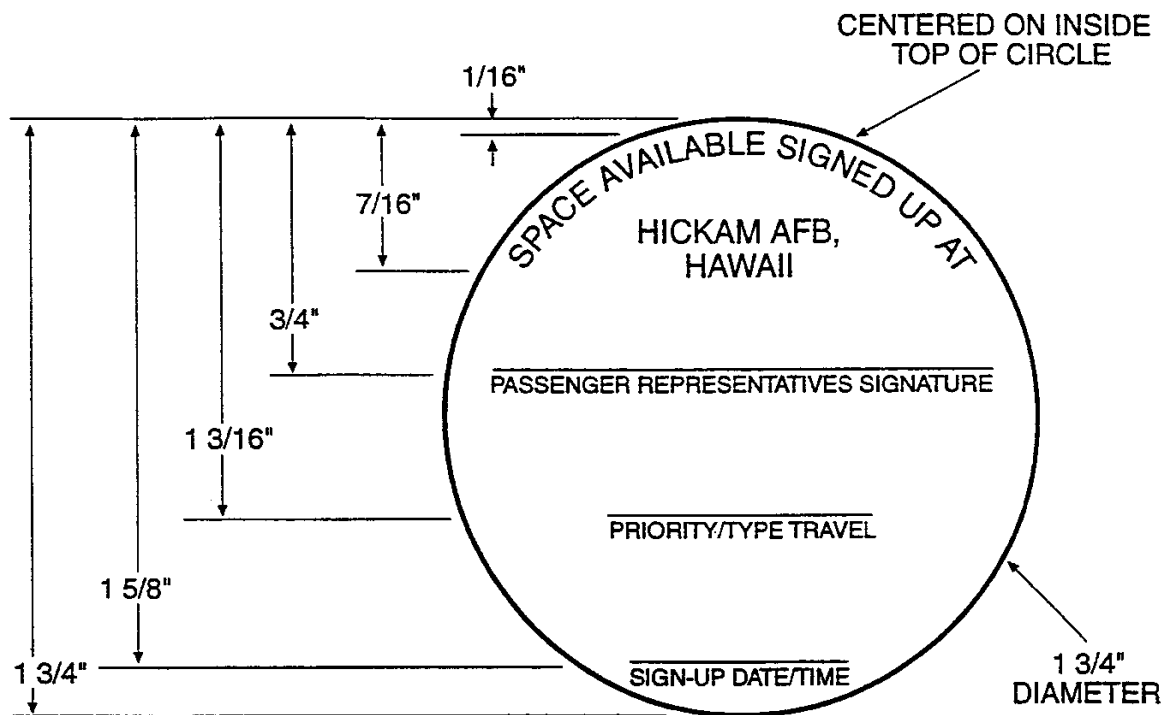 CENTERED ON INSIDE
TOP OF CIRCLE
1/16"
SPACE AVAILABLE SIGNED UP AT
7/16"
HICKAM AFB,
HAWAII
3/4"
PASSENGER REPRESENTATIVES SIGNATURE
1 3/16"
PRIORITY/TYPE TRAVEL
1 5/8"
1 3/4"
SIGN-UP DATE/TIME
1 3/4"
DIAMETER